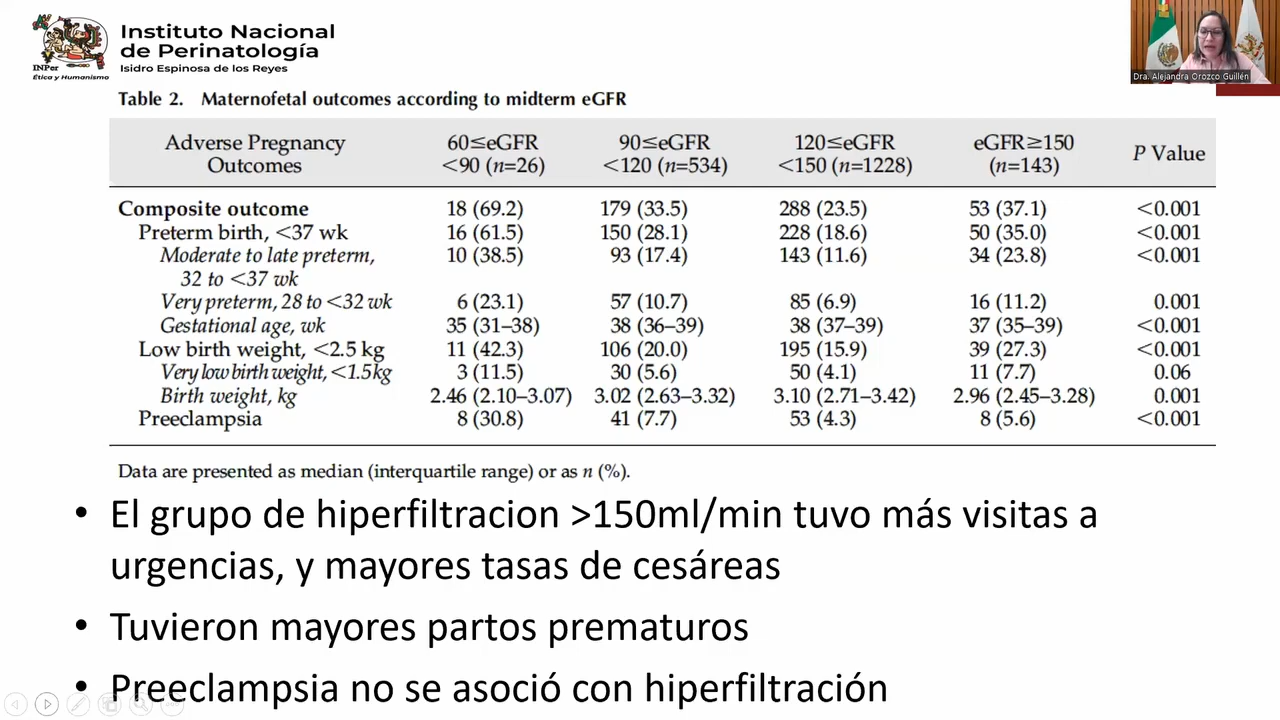 INPer
Ética y Humanismo
Instituto Nacional
de Perinatología
Isidro Espinosa de los Reyes
Dra. Alejandra Orozco Guillén
Table 2. Maternofetal outcomes according to midterm eGFR
Adverse Pregnancy Outcomes 60≤eGFR <90 (n=26) 90≤eGFR <120 (n=534) 120≤eGFR <150 (n=1228) eGFR≥150 (n=143) P Value
Composite outcome 18 (69.2) 179 (33.5) 288 (23.5) 53 (37.1) <0.001
Preterm birth, <37 wk 16 (61.5) 150 (28.1) 228 (18.6) 50 (35.0) <0.001
Moderate to late preterm, 10 (38.5) 93 (17.4) 143 (11.6) 34 (23.8) <0.001
32 to <37 wk
Very preterm, 28 to <32 wk 6 (23.1) 57 (10.7) 85 (6.9) 16 (11.2) 0.001
Gestational age, wk 35 (31–38) 38 (36–39) 38 (37–39) 37 (35–39) <0.001
Low birth weight, <2.5 kg 11 (42.3) 106 (20.0) 195 (15.9) 39 (27.3) <0.001
Very low birth weight, <1.5 kg 3 (11.5) 30 (5.6) 50 (4.1) 11 (7.7) 0.06
Birth weight, kg 2.46 (2.10–3.07) 3.02 (2.63–3.32) 3.10 (2.71–3.42) 2.96 (2.45–3.28) 0.001
Preeclampsia 8 (30.8) 41 (7.7) 53 (4.3) 8 (5.6) <0.001
Data are presented as median (interquartile range) or as n (%).
• El grupo de hiperfiltracion >150ml/min tuvo más visitas a
urgencias, y mayores tasas de cesáreas
• Tuvieron mayores partos prematuros
• Preeclampsia no se asoció con hiperfiltración